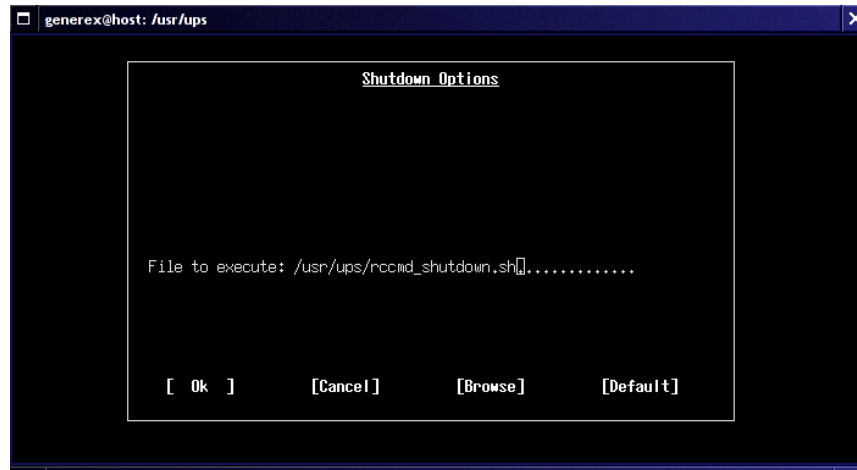 generex@host: /usr/ups
Shutdown Options
File to execute: /usr/ups/rccmd_shutdown.sh..............
[ Ok ] [Cancel] [Browse] [Default]